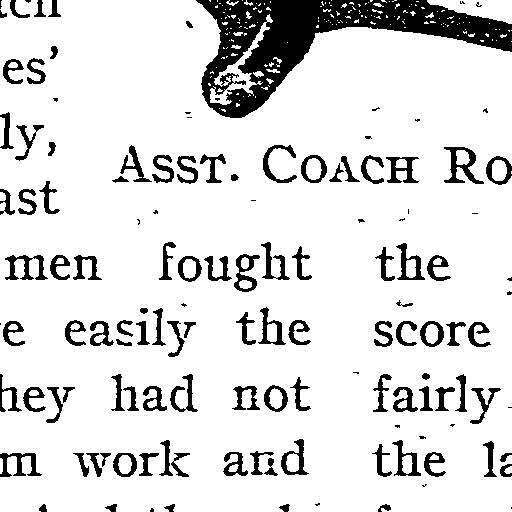 es’
ly,
ast
Asst. Coach Ro
men fought
e easily the
hey had not
m work and
the
score
fairly
the la